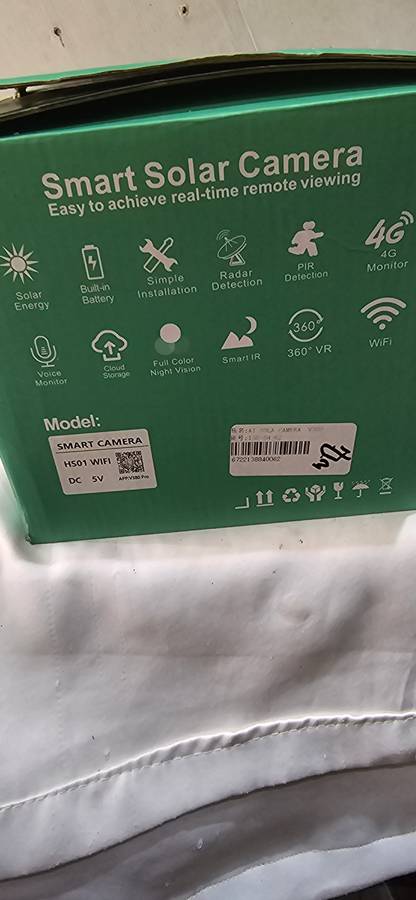 Smart Solar Camera
Easy to achieve real-time remote viewing
Solar Energy
Built-in Battery
Simple Installation
Radar Detection
PIR Detection
4G
4G Monitor
Voice Monitor
Cloud Storage
Full Color Night Vision
Smart IR
360°
360° VR
WiFi
Model:
SMART CAMERA
HS01 WIFI
DC 5V
APP:V380 Pro
CAMERA